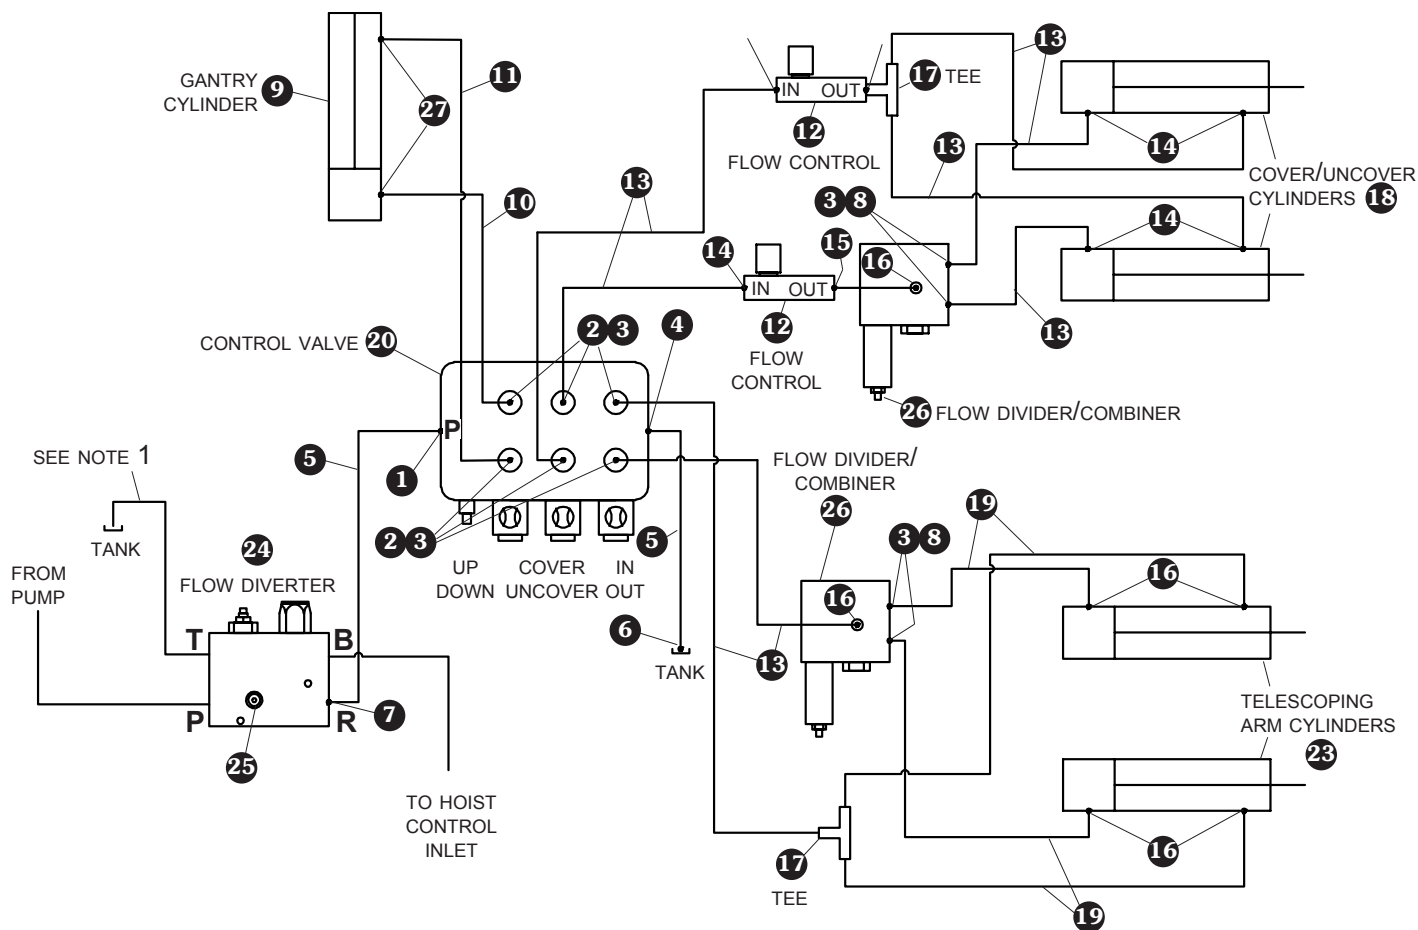 13
11
17 TEE
GANTRY
CYLINDER 9
IN OUT
27
12
FLOW CONTROL
13
14
COVER/UNCOVER
CYLINDERS 18
13
10
3 8
14
14
15
16
IN OUT
13
12
FLOW
CONTROL
2 3
4
CONTROL VALVE 20
26 FLOW DIVIDER/COMBINER
P
SEE NOTE 1
5
1
FLOW DIVIDER/
COMBINER
26
19
19
2 3
5
3 8
TANK
24
FLOW DIVERTER
UP
DOWN
COVER
UNCOVER
IN
OUT
FROM
PUMP
16
16
T
B
6
TANK
13
P
R
7
25
TELESCOPING
ARM CYLINDERS
23
TO HOIST
CONTROL
INLET
17
TEE
16
19